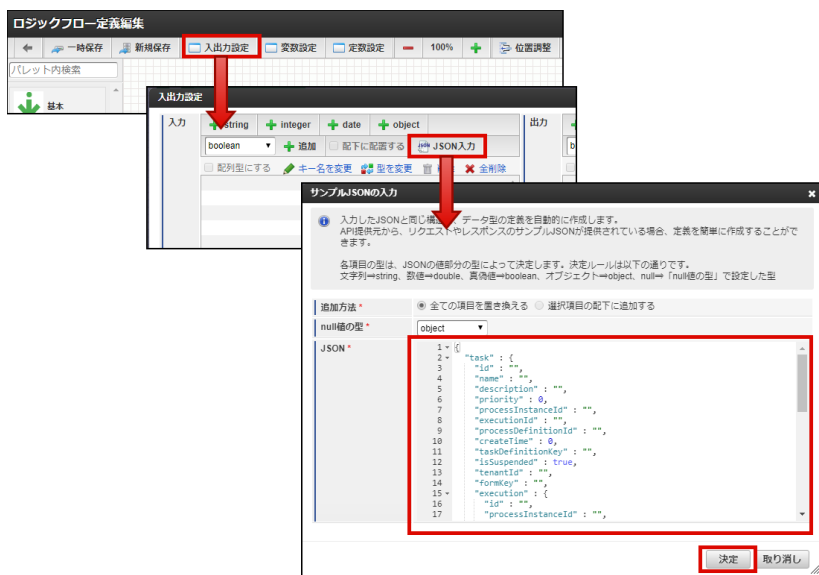 ロジックフロー定義編集
一時保存 新規保存 入出力設定 変数設定 定数設定 100% 位置調整
パレット内検索
基本
入出力設定
入力 string integer date object 出力
boolean 追加 配下に配置する JSON入力
配列型にする キー名を変更 型を変更 全削除
サンプルJSONの入力
入力したJSONと同じ構造 、データ型の定義を自動的に作成します。
API提供元から、リクエストやレスポンスのサンプルJSONが提供されている場合、定義を簡単に作成することがで
きます。
各項目の型は、JSONの値部分の型によって決定します。決定ルールは以下の通りです。
文字列⇒string、数値⇒double、真偽値⇒boolean、オブジェクト⇒object、null⇒「null値の型」で設定した型
追加方法 * 全ての項目を置き換える 選択項目の配下に追加する
null値の型 * object
JSON *
1 {
2 "task" : {
3 "id" : "",
4 "name" : "",
5 "description" : "",
6 "priority" : 0,
7 "processInstanceId" : "",
8 "executionId" : "",
9 "processDefinitionId" : "",
10 "createTime" : 0,
11 "taskDefinitionKey" : "",
12 "isSuspended" : true,
13 "tenantId" : "",
14 "formKey" : "",
15 "execution" : {
16 "id" : "",
17 "processInstanceId" : "",
決定 取り消し